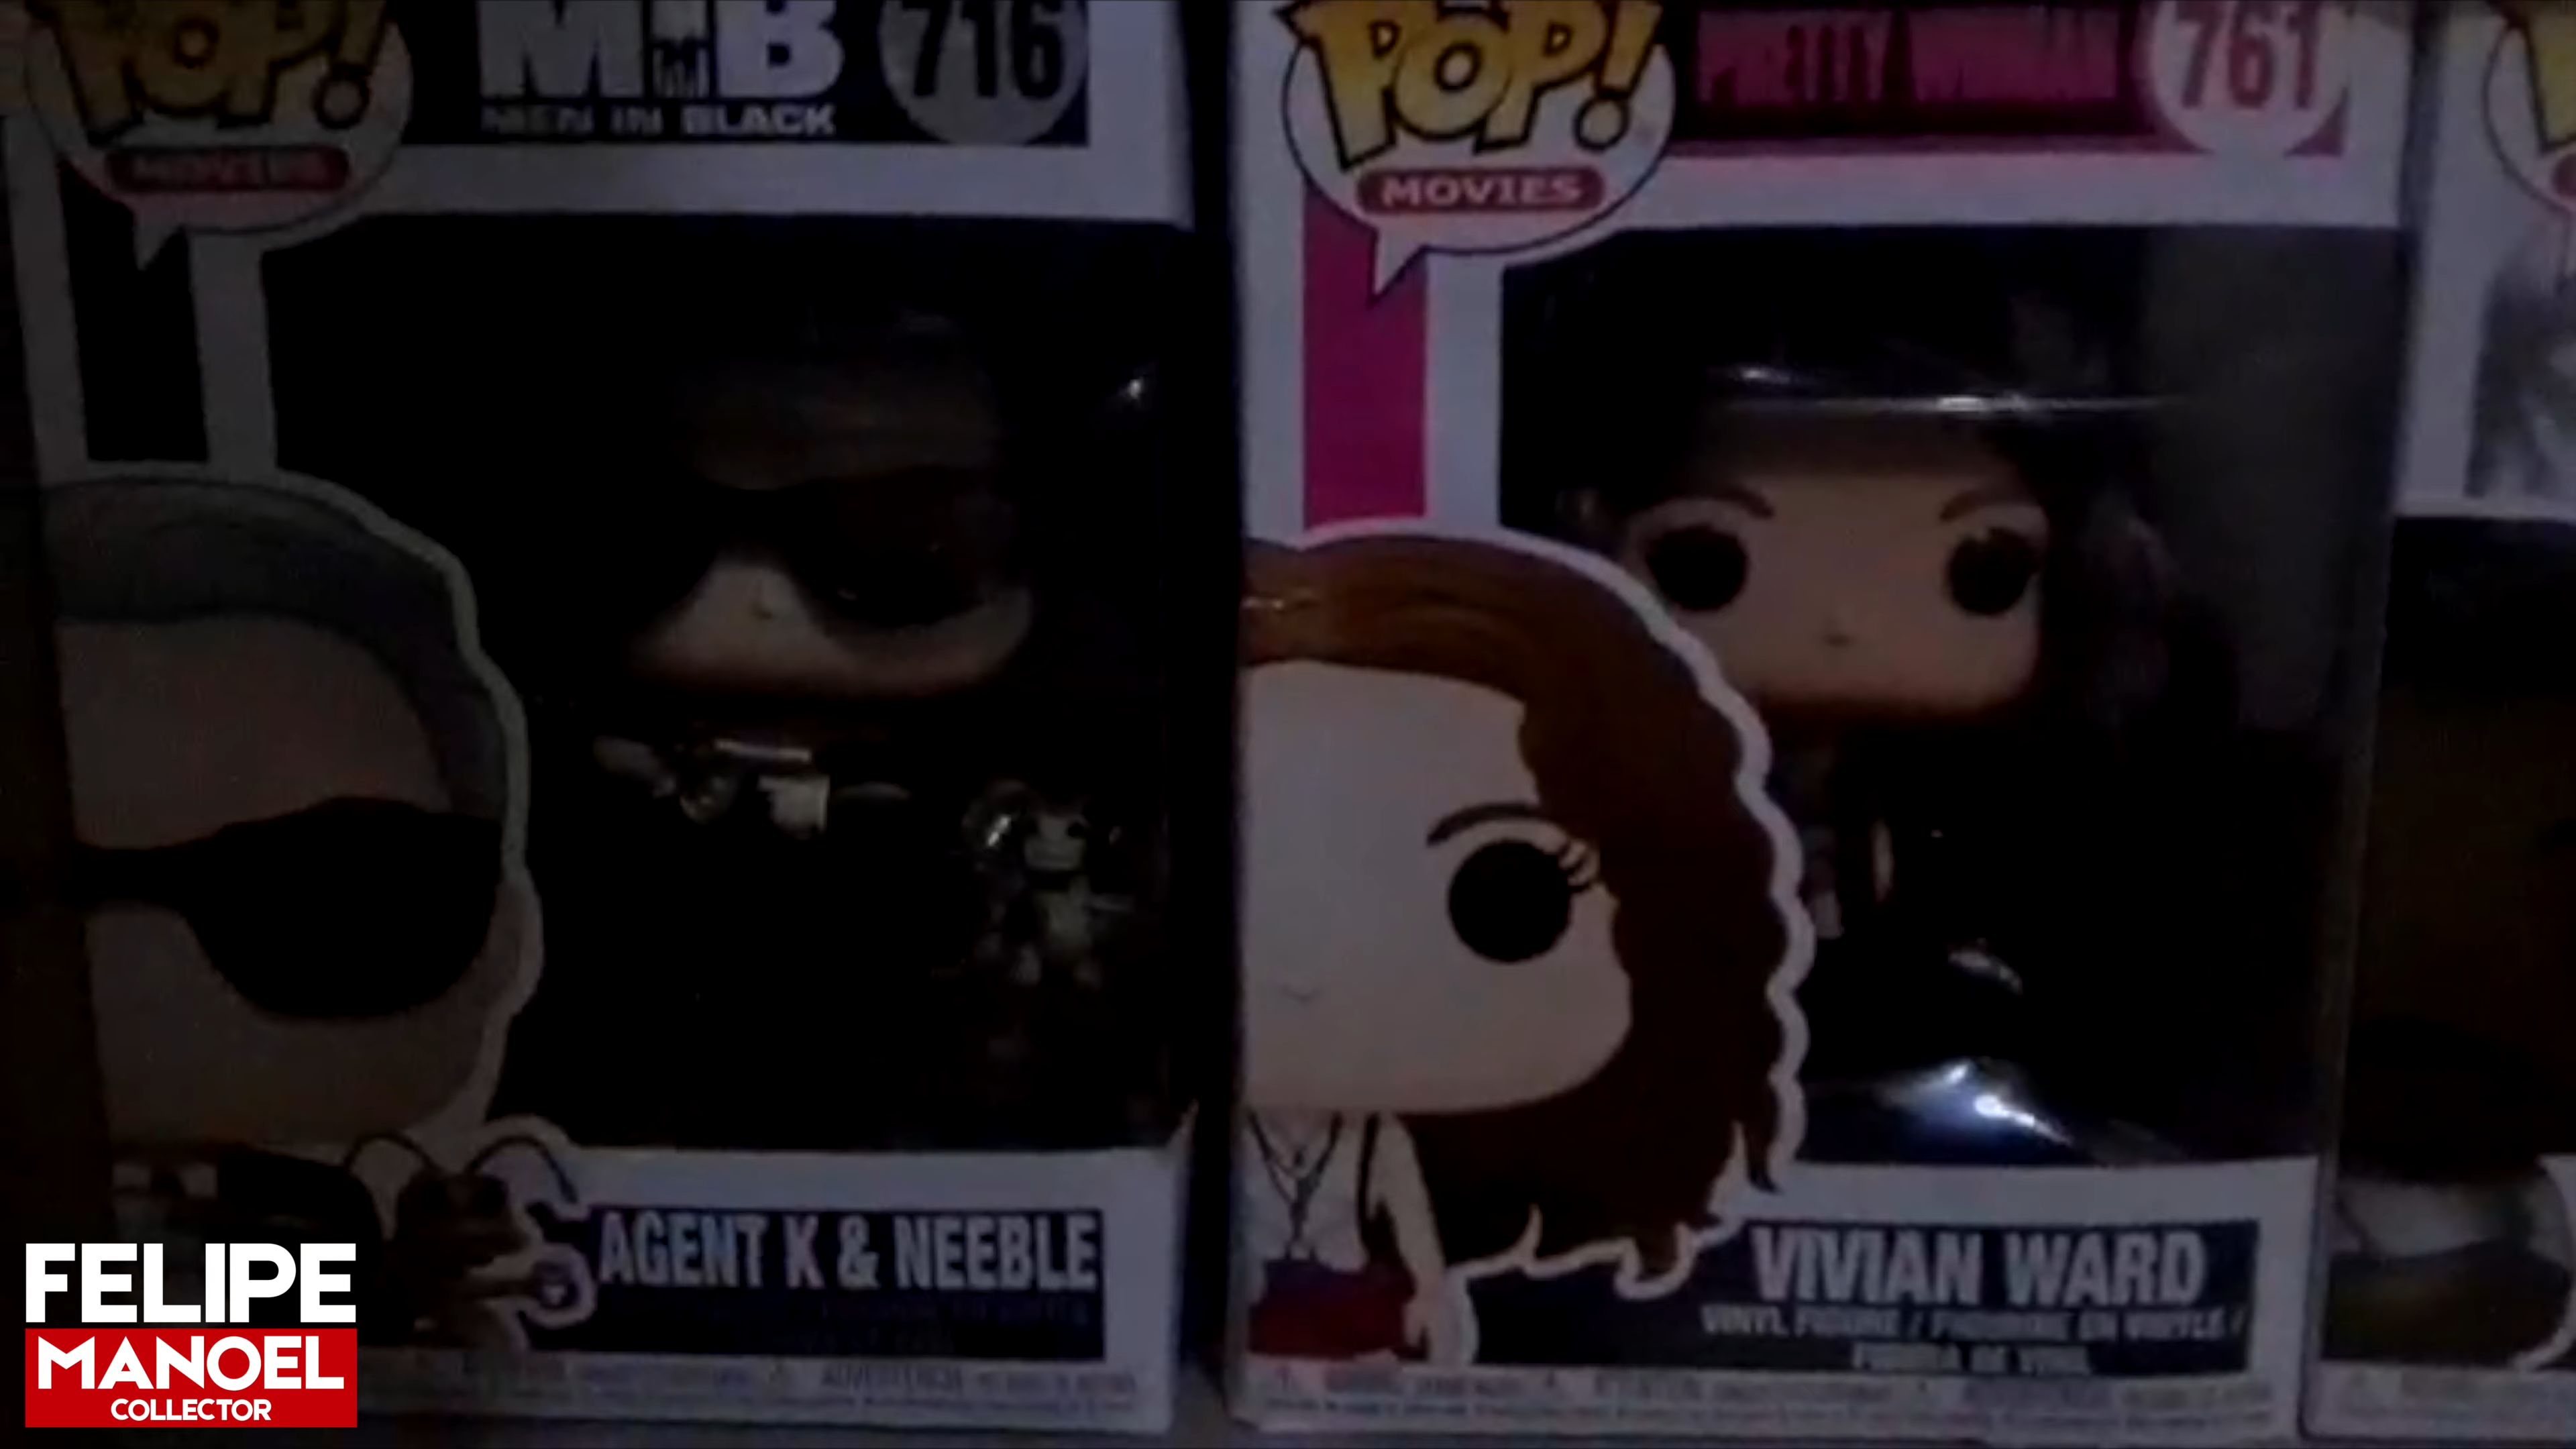 POP!
MOVIES
MIB
MEN IN BLACK
716
AGENT K & NEEBLE
POP!
MOVIES
PRETTY WOMAN
761
VIVIAN WARD
VINYL FIGURE / FIGURINE EN VINYLE /
FIGURA DE VINIL
FELIPE
MANOEL
COLLECTOR